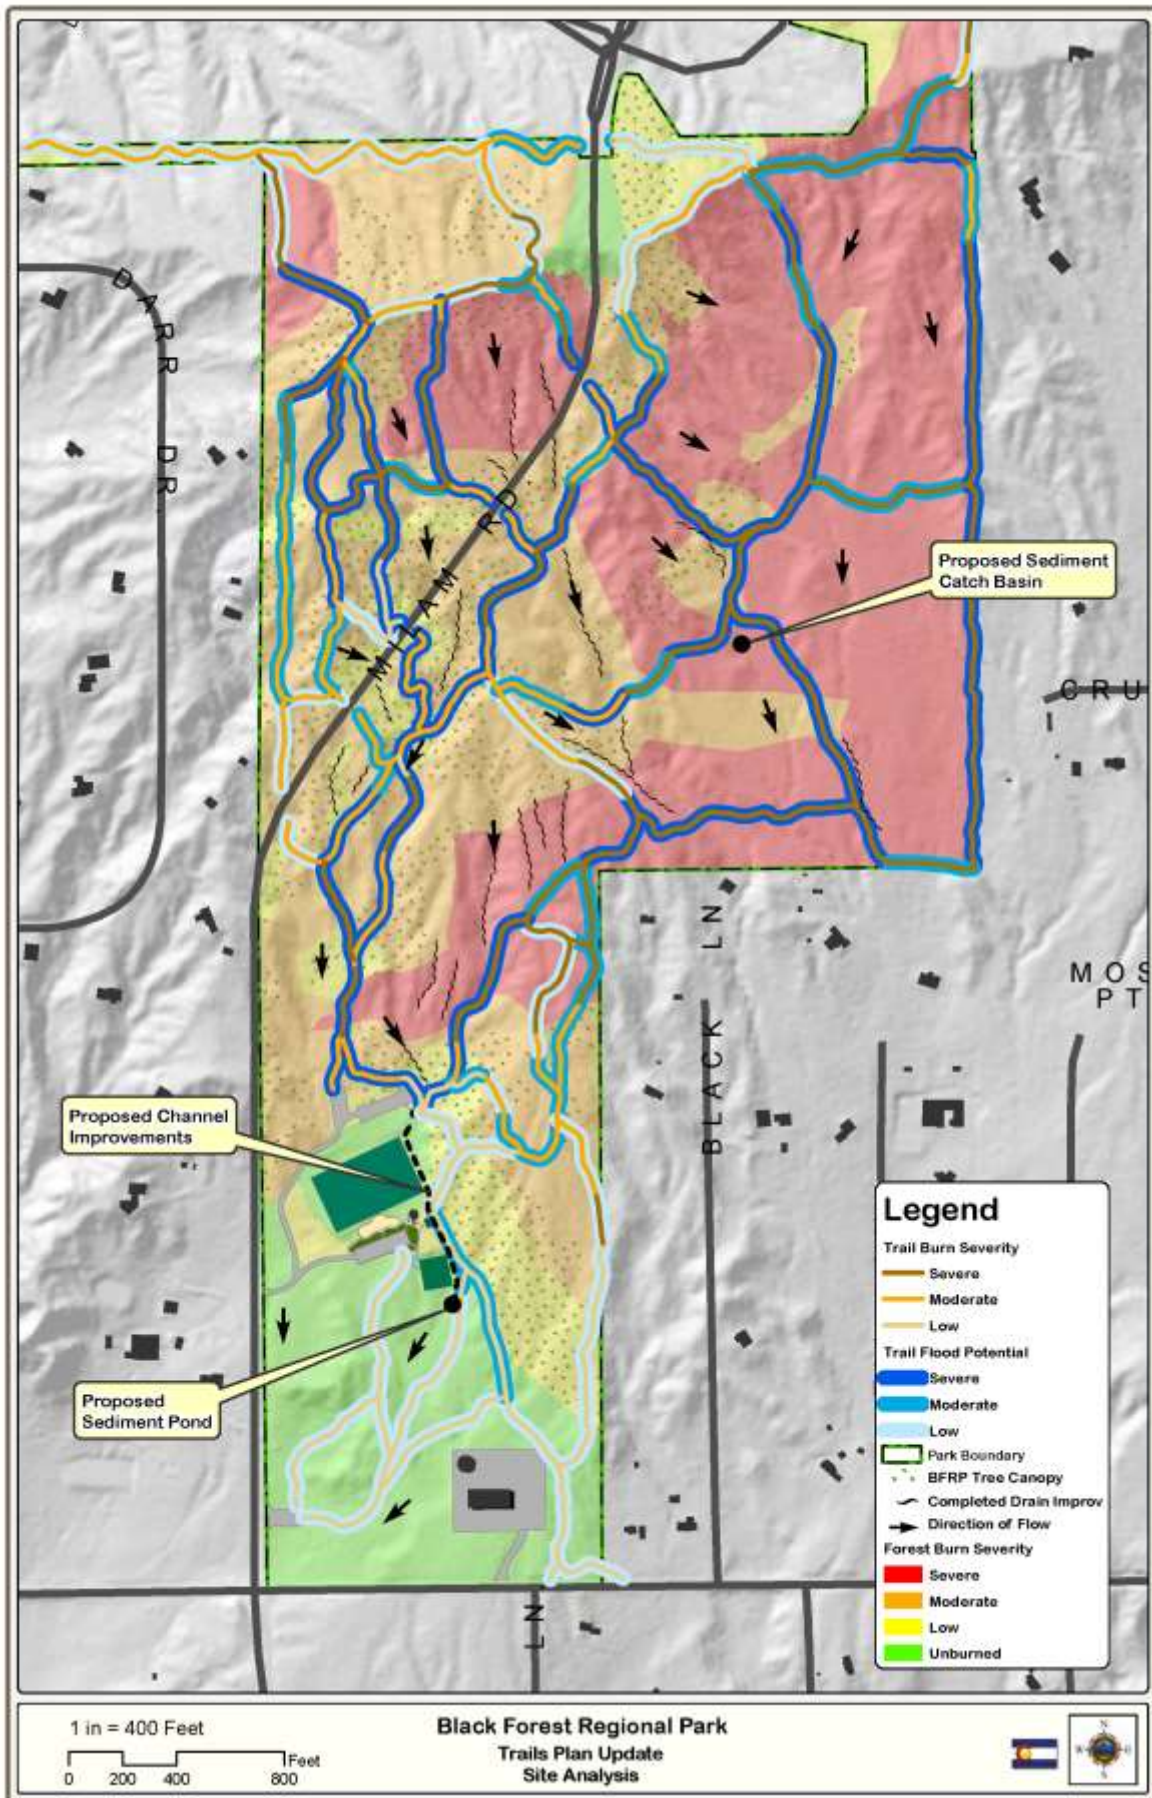 DARR DR
MILAM RD
Proposed Sediment
Catch Basin
CRU
BLACK LN
MOS
PT
Proposed Channel
Improvements
Proposed
Sediment Pond
LN
Legend
Trail Burn Severity
Severe
Moderate
Low
Trail Flood Potential
Severe
Moderate
Low
Park Boundary
BFRP Tree Canopy
Completed Drain Improv
Direction of Flow
Forest Burn Severity
Severe
Moderate
Low
Unburned
1 in = 400 Feet
Feet
0 200 400 800
Black Forest Regional Park
Trails Plan Update
Site Analysis
N
W E
S